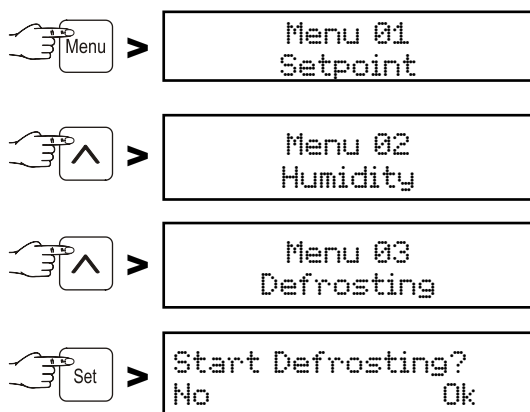 Menu > Menu 01
Setpoint
> Menu 02
Humidity
> Menu 03
Defrosting
Set > Start Defrosting?
No Ok